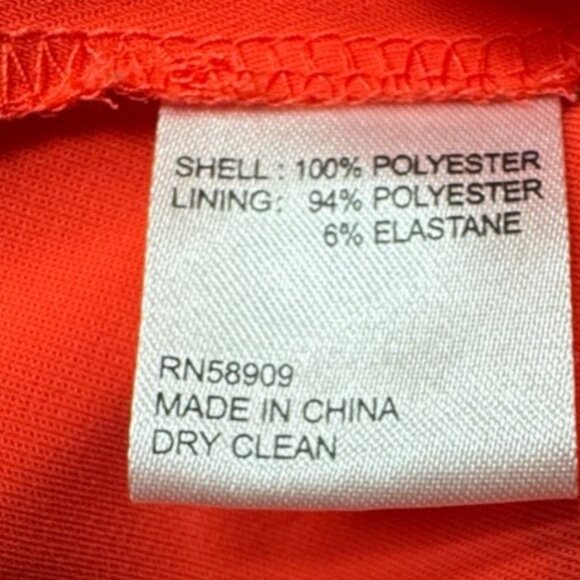 SHELL : 100% POLYESTER
LINING: 94% POLYESTER
6% ELASTANE
RN58909
MADE IN CHINA
DRY CLEAN